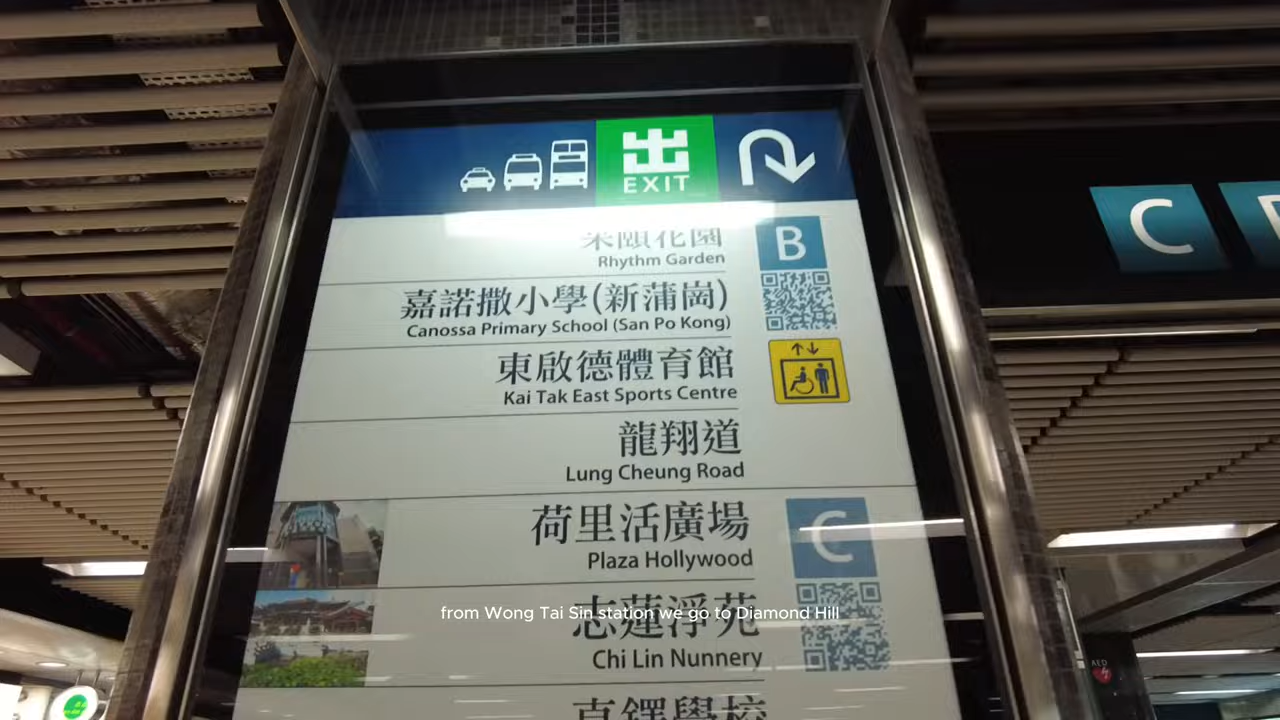 出
EXIT
采頤花園
Rhythm Garden
B
嘉諾撒小學(新蒲崗)
Canossa Primary School (San Po Kong)
東啟德體育館
Kai Tak East Sports Centre
龍翔道
Lung Cheung Road
荷里活廣場
Plaza Hollywood
C
志蓮淨苑
Chi Lin Nunnery
from Wong Tai Sin station we go to Diamond Hill
C
AED